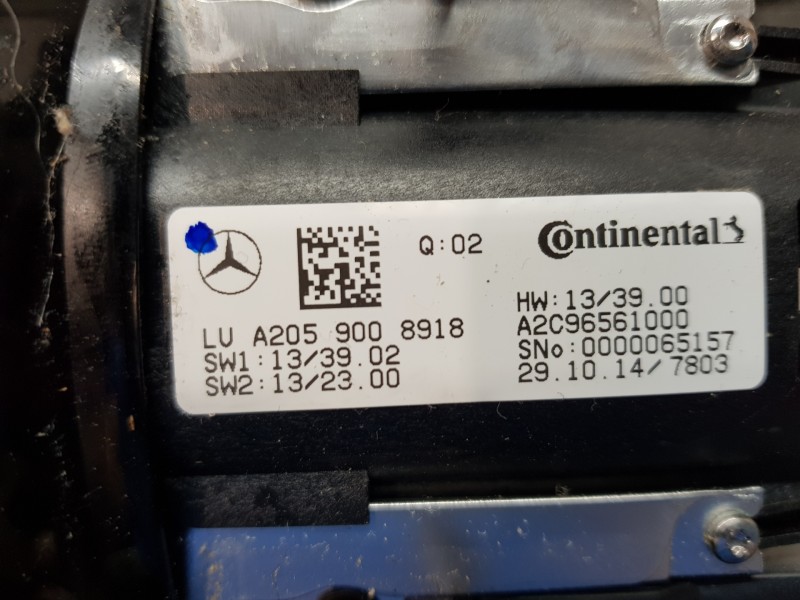 Q:02
Continental
LU A205 900 8918
SW1:13/39.02
SW2:13/23.00
HW:13/39.00
A2C96561000
SNo:0000065157
29.10.14/7803